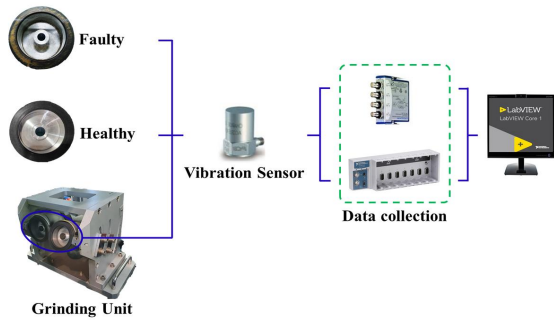 Faulty
Healthy
Grinding Unit
Vibration Sensor
Data collection
LabVIEW
LabVIEW Core 1